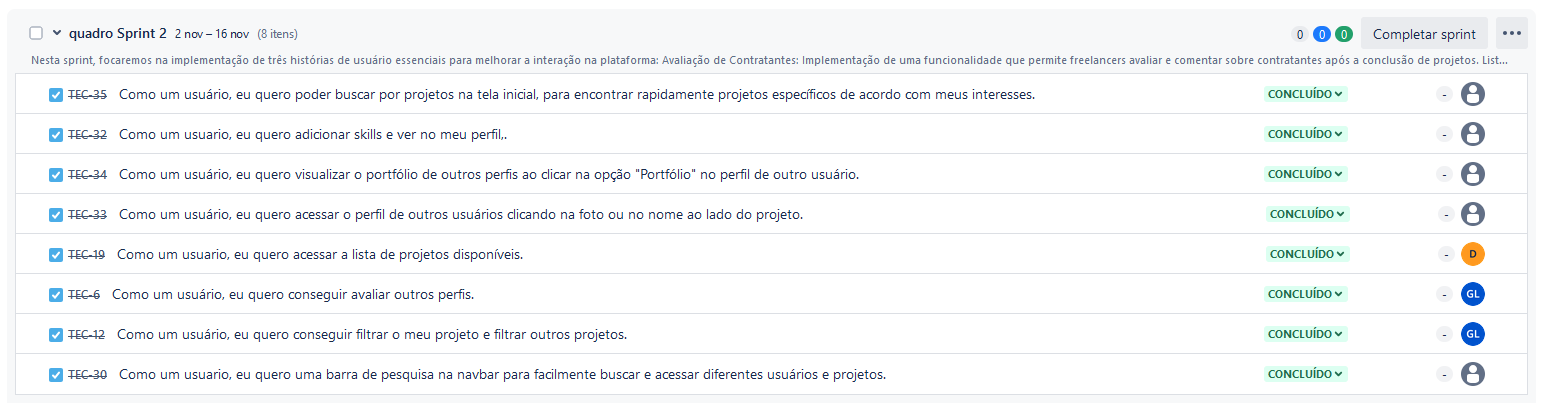 quadro Sprint 2 2 nov – 16 nov (8 itens) 0 0 0 Completar sprint
Nesta sprint, focaremos na implementação de três histórias de usuário essenciais para melhorar a interação na plataforma: Avaliação de Contratantes: Implementação de uma funcionalidade que permite freelancers avaliar e comentar sobre contratantes após a conclusão de projetos. List...
TEC-35 Como um usuário, eu quero poder buscar por projetos na tela inicial, para encontrar rapidamente projetos específicos de acordo com meus interesses. CONCLUÍDO -
TEC-32 Como um usuario, eu quero adicionar skills e ver no meu perfil,. CONCLUÍDO -
TEC-34 Como um usuário, eu quero visualizar o portfólio de outros perfis ao clicar na opção "Portfólio" no perfil de outro usuário. CONCLUÍDO -
TEC-33 Como um usuário, eu quero acessar o perfil de outros usuários clicando na foto ou no nome ao lado do projeto. CONCLUÍDO -
TEC-19 Como um usuario, eu quero acessar a lista de projetos disponíveis. CONCLUÍDO - D
TEC-6 Como um usuário, eu quero conseguir avaliar outros perfis. CONCLUÍDO - GL
TEC-12 Como um usuário, eu quero conseguir filtrar o meu projeto e filtrar outros projetos. CONCLUÍDO - GL
TEC-30 Como um usuario, eu quero uma barra de pesquisa na navbar para facilmente buscar e acessar diferentes usuários e projetos. CONCLUÍDO -